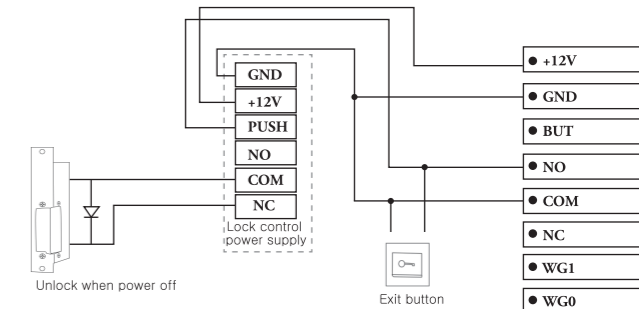 GND
+12V
PUSH
NO
COM
NC
Lock control
power supply
Unlock when power off
Exit button
+12V
GND
BUT
NO
COM
NC
WG1
WG0